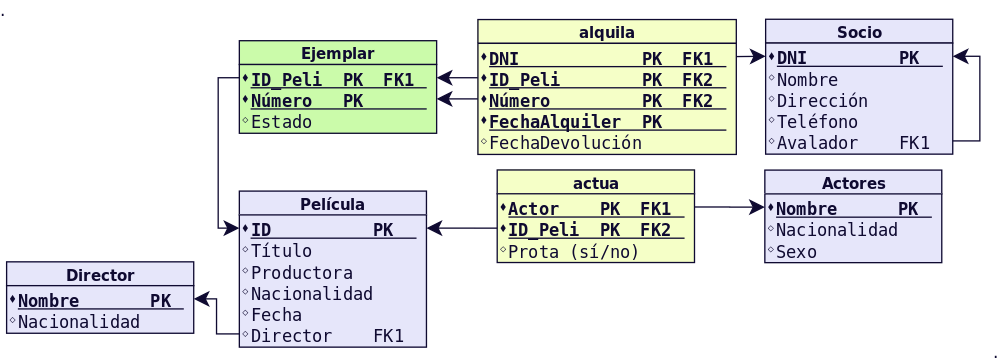 Ejemplar
ID_Peli PK FK1
Número PK
Estado
alquila
DNI PK FK1
ID_Peli PK FK2
Número PK FK2
FechaAlquiler PK
FechaDevolución
Socio
DNI PK
Nombre
Dirección
Teléfono
Avalador FK1
Película
ID PK
Título
Productora
Nacionalidad
Fecha
Director FK1
actua
Actor PK FK1
ID_Peli PK FK2
Prota (sí/no)
Actores
Nombre PK
Nacionalidad
Sexo
Director
Nombre PK
Nacionalidad